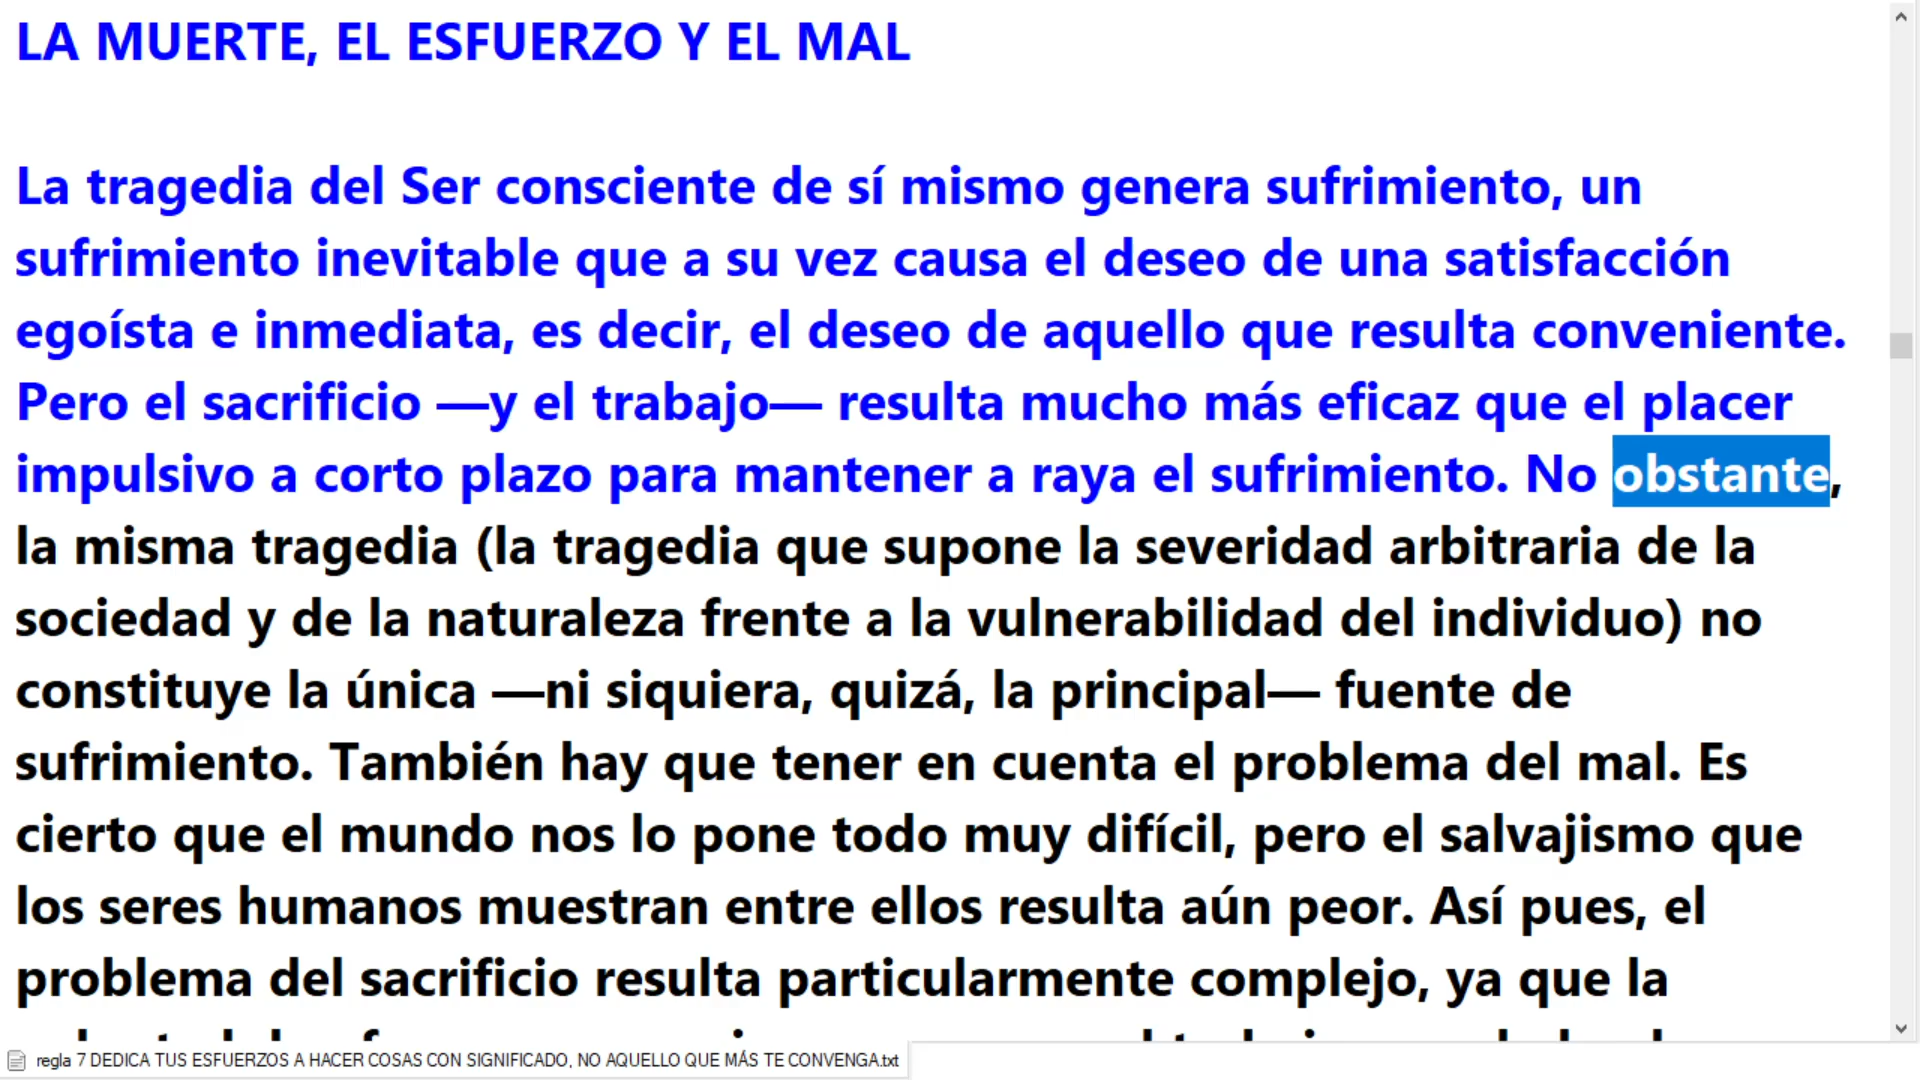 LA MUERTE, EL ESFUERZO Y EL MAL
La tragedia del Ser consciente de sí mismo genera sufrimiento, un
sufrimiento inevitable que a su vez causa el deseo de una satisfacción
egoísta e inmediata, es decir, el deseo de aquello que resulta conveniente.
Pero el sacrificio —y el trabajo— resulta mucho más eficaz que el placer
impulsivo a corto plazo para mantener a raya el sufrimiento. No obstante,
la misma tragedia (la tragedia que supone la severidad arbitraria de la
sociedad y de la naturaleza frente a la vulnerabilidad del individuo) no
constituye la única —ni siquiera, quizá, la principal— fuente de
sufrimiento. También hay que tener en cuenta el problema del mal. Es
cierto que el mundo nos lo pone todo muy difícil, pero el salvajismo que
los seres humanos muestran entre ellos resulta aún peor. Así pues, el
problema del sacrificio resulta particularmente complejo, ya que la
regla 7 DEDICA TUS ESFUERZOS A HACER COSAS CON SIGNIFICADO, NO AQUELLO QUE MÁS TE CONVENGA.txt